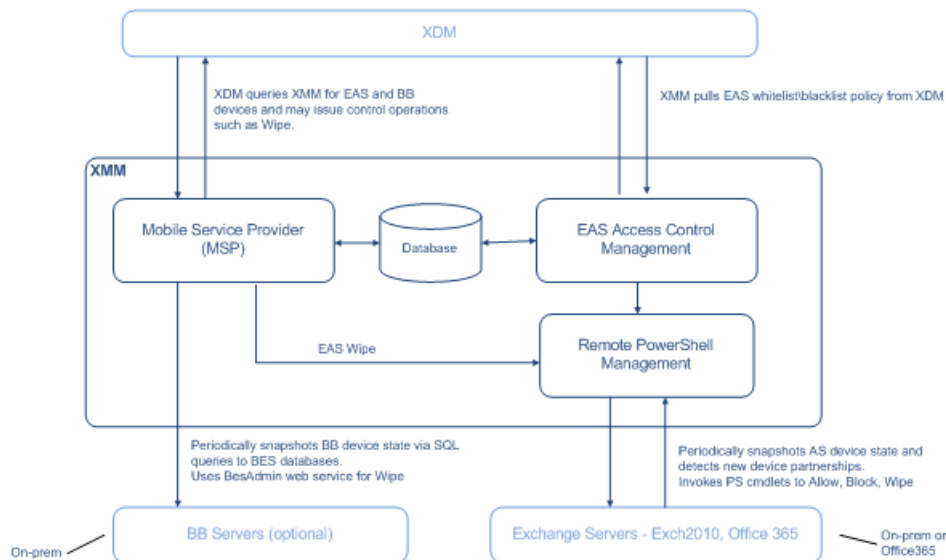 XDM
XDM queries XMM for EAS and BB
devices and may issue control operations
such as Wipe.
XMM pulls EAS whitelist\blacklist policy from XDM
XMM
Mobile Service Provider
(MSP)
Database
EAS Access Control
Management
EAS Wipe
Remote PowerShell
Management
Periodically snapshots BB device state via SQL
queries to BES databases.
Uses BesAdmin web service for Wipe
Periodically snapshots AS device state and
detects new device partnerships.
Invokes PS cmdlets to Allow, Block, Wipe
On-prem
BB Servers (optional)
Exchange Servers - Exch2010, Office 365
On-prem or
Office365